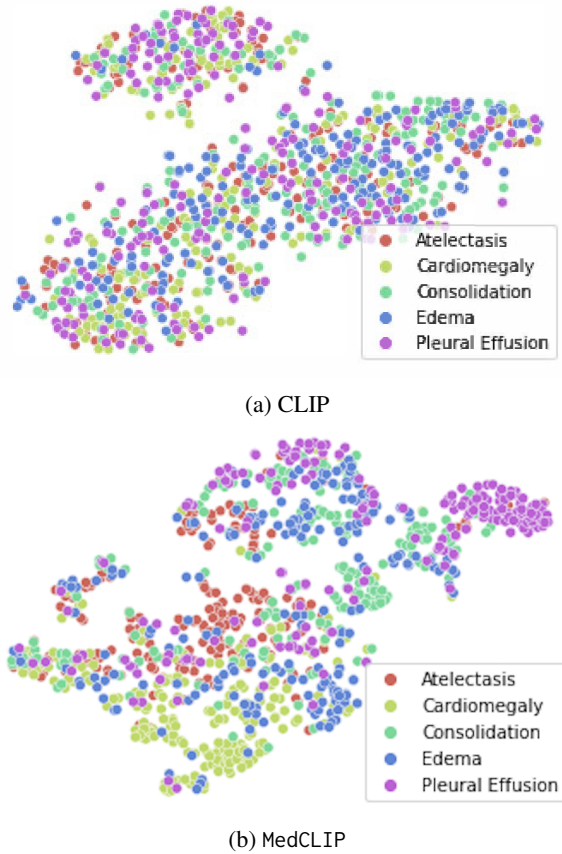 Atelectasis
Cardiomegaly
Consolidation
Edema
Pleural Effusion
(a) CLIP
Atelectasis
Cardiomegaly
Consolidation
Edema
Pleural Effusion
(b) MedCLIP